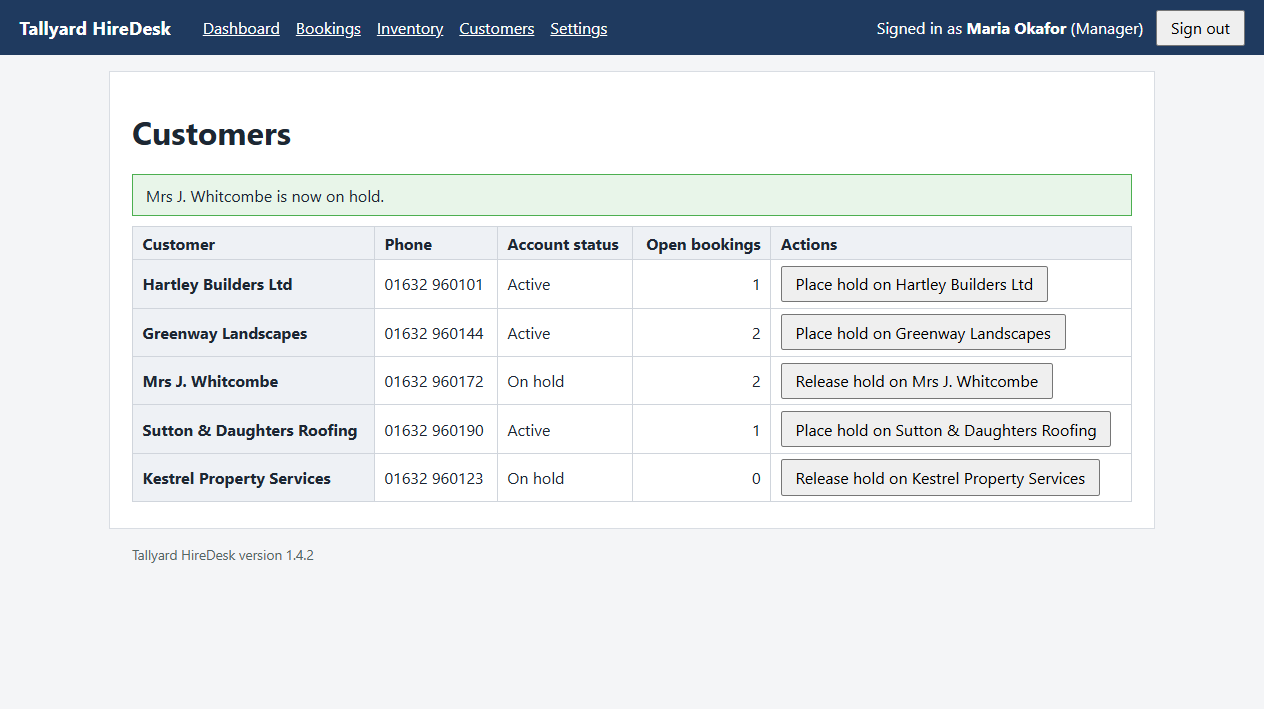 Tallyard HireDesk Dashboard Bookings Inventory Customers Settings Signed in as Maria Okafor (Manager) Sign out
Customers
Mrs J. Whitcombe is now on hold.
Customer Phone Account status Open bookings Actions
Hartley Builders Ltd 01632 960101 Active 1 Place hold on Hartley Builders Ltd
Greenway Landscapes 01632 960144 Active 2 Place hold on Greenway Landscapes
Mrs J. Whitcombe 01632 960172 On hold 2 Release hold on Mrs J. Whitcombe
Sutton & Daughters Roofing 01632 960190 Active 1 Place hold on Sutton & Daughters Roofing
Kestrel Property Services 01632 960123 On hold 0 Release hold on Kestrel Property Services
Tallyard HireDesk version 1.4.2